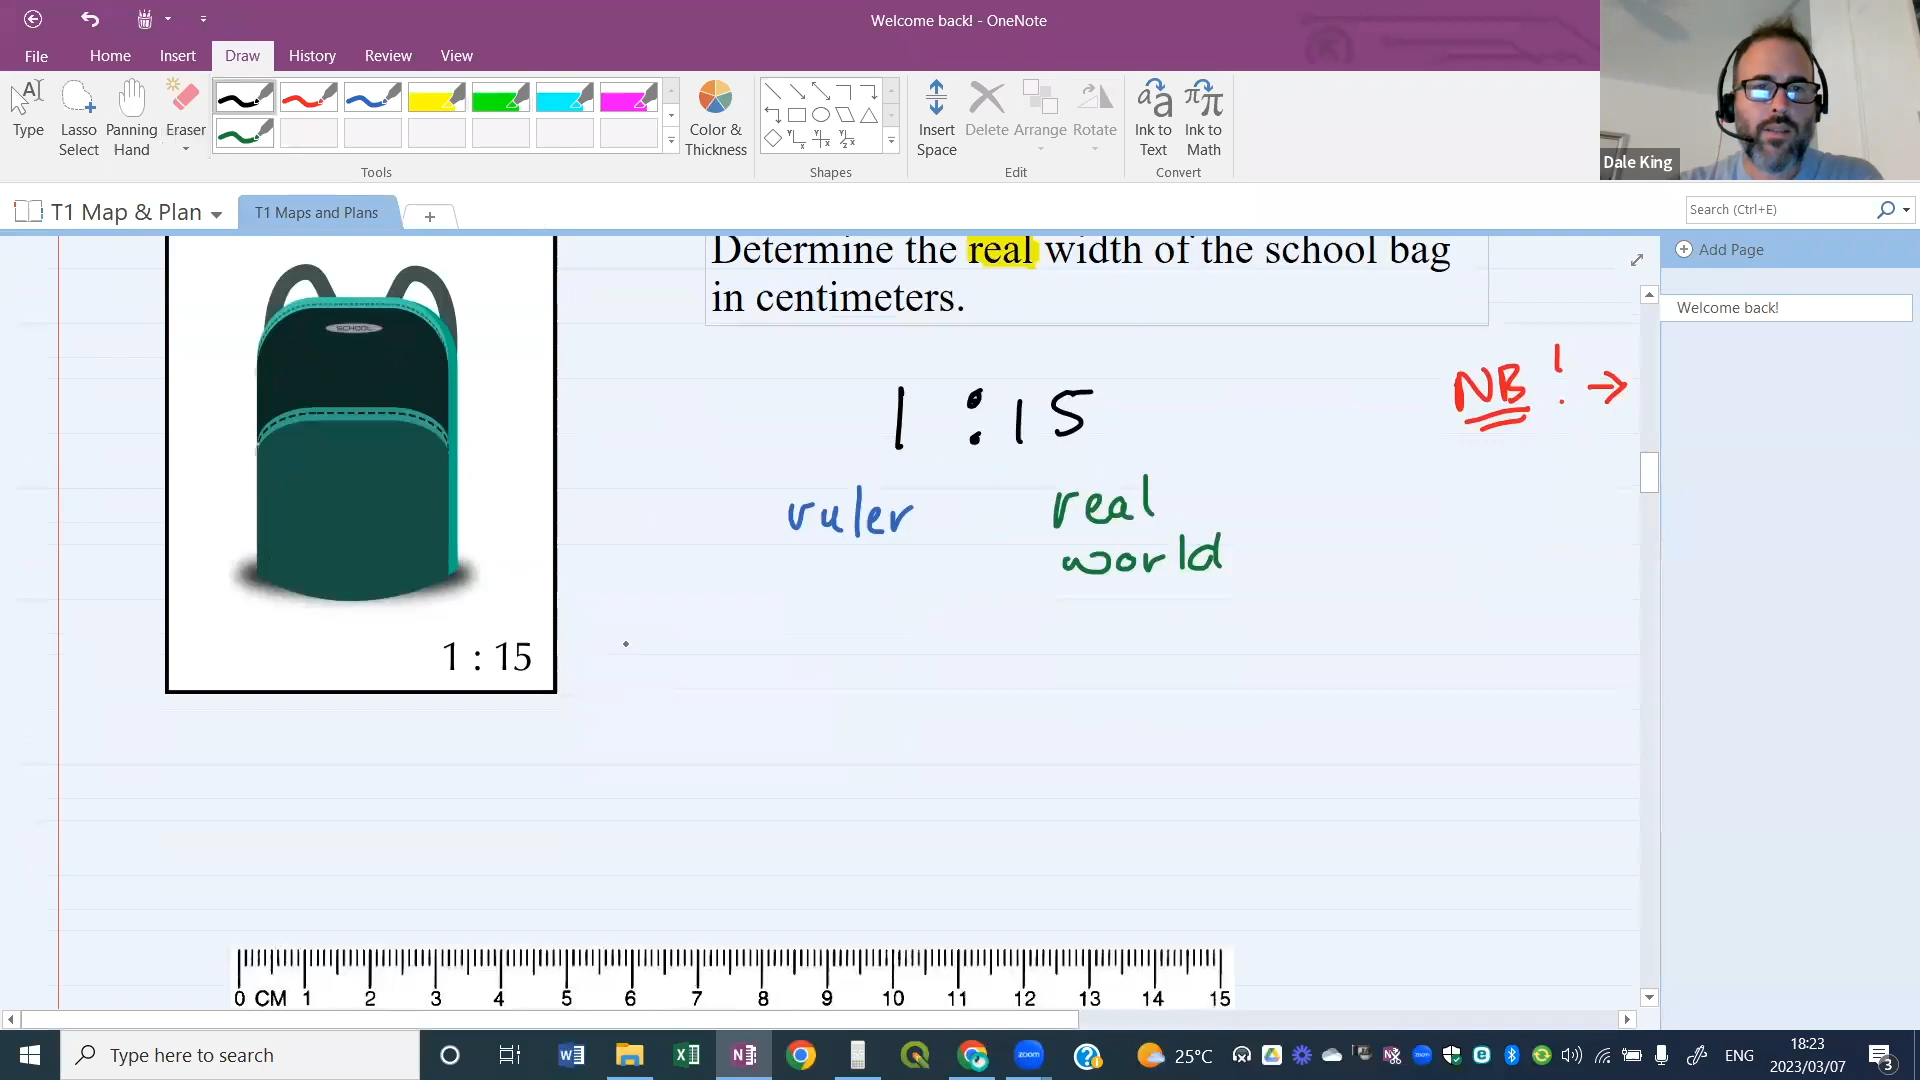 Welcome back! - OneNote
File Home Insert Draw History Review View
Type
Lasso Select
Panning Hand
Eraser
Color & Thickness
Insert Space
Delete
Arrange
Rotate
Ink to Text
Ink to Math
Tools
Shapes
Edit
Convert
Dale King
T1 Map & Plan
T1 Maps and Plans
Search (Ctrl+E)
Add Page
Welcome back!
Determine the real width of the school bag
in centimeters.
SCHOOL
NB ! →
1 : 15
ruler
real
world
1 : 15
0 CM 1 2 3 4 5 6 7 8 9 10 11 12 13 14 15
Type here to search
zoom
25°C
ENG
18:23
2023/03/07
3